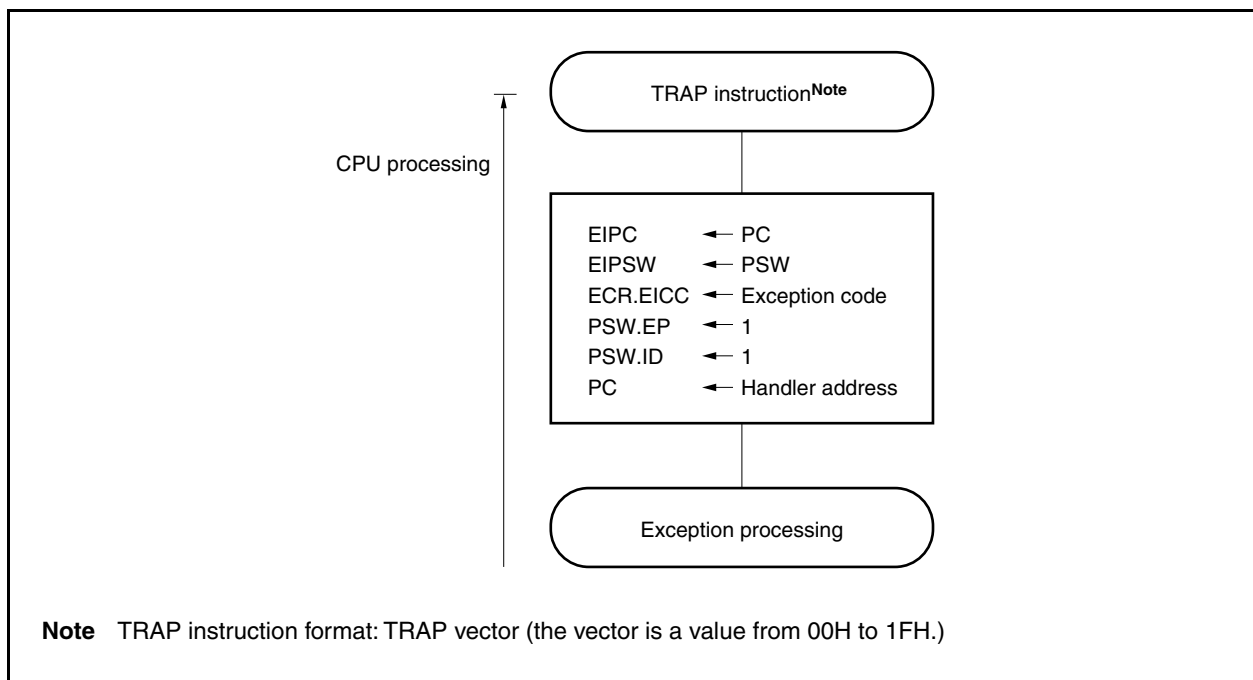 TRAP instructionNote
CPU processing
EIPC ← PC
EIPSW ← PSW
ECR.EICC ← Exception code
PSW.EP ← 1
PSW.ID ← 1
PC ← Handler address
Exception processing
Note TRAP instruction format: TRAP vector (the vector is a value from 00H to 1FH.)